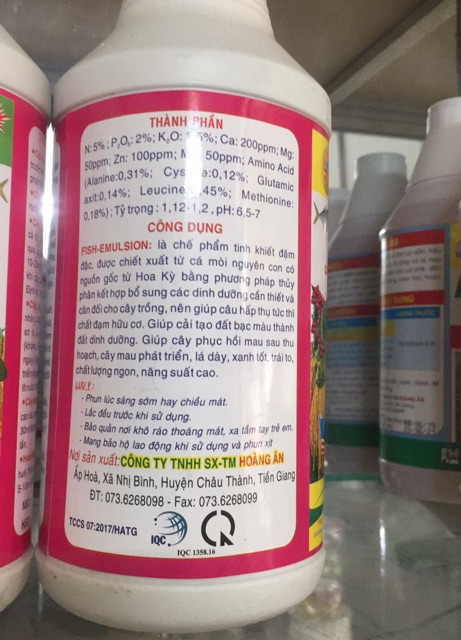 THÀNH PHẦN
N: 5% ; P₂O₅: 2%; K₂O: 5%; Ca: 200ppm; Mg:
50ppm; Zn: 100ppm; 50ppm; Amino Acid
(Alanine:0,31%; 0,12%; Glutamic
axit:0,14%; Leucine: ,45%; Methionine:
0,18%) ; Tỷ trọng : 1,12-1,2 , pH: 6,5-7
CÔNG DỤNG
FISH-EMULSION: là chế phẩm tinh khiết đậm
đặc, được chiết xuất từ cá mòi nguyên con có
nguồn gốc từ Hoa Kỳ bằng phương pháp thủy
phân kết hợp bổ sung các dinh dưỡng cần thiết và
cân đối cho cây trồng, nên giúp cây hấp thụ tức thì
chất đạm hữu cơ. Giúp cải tạo đất bạc màu thành
đất dinh dưỡng. Giúp cây phục hồi mau sau thu
hoạch, cây mau phát triển, lá dày, xanh tốt, trái to,
chất lượng ngon, năng suất cao.
LƯU Ý :
- Phun lúc sáng sớm hay chiều mát.
- Lắc đều trước khi sử dụng.
- Bảo quản nơi khô ráo thoáng mát, xa tầm tay trẻ em.
- Mang bảo hộ lao động khi sử dụng và phun xịt
Nơi sản xuất:CÔNG TY TNHH SX-TM HOÀNG ÂN
Ấp Hoà, Xã Nhị Bình, Huyện Châu Thành, Tiền Giang
ĐT: 073.6268098 - Fax: 073.6268099
TCCS 07:2017/HATG
IQC
IQC 1358.16